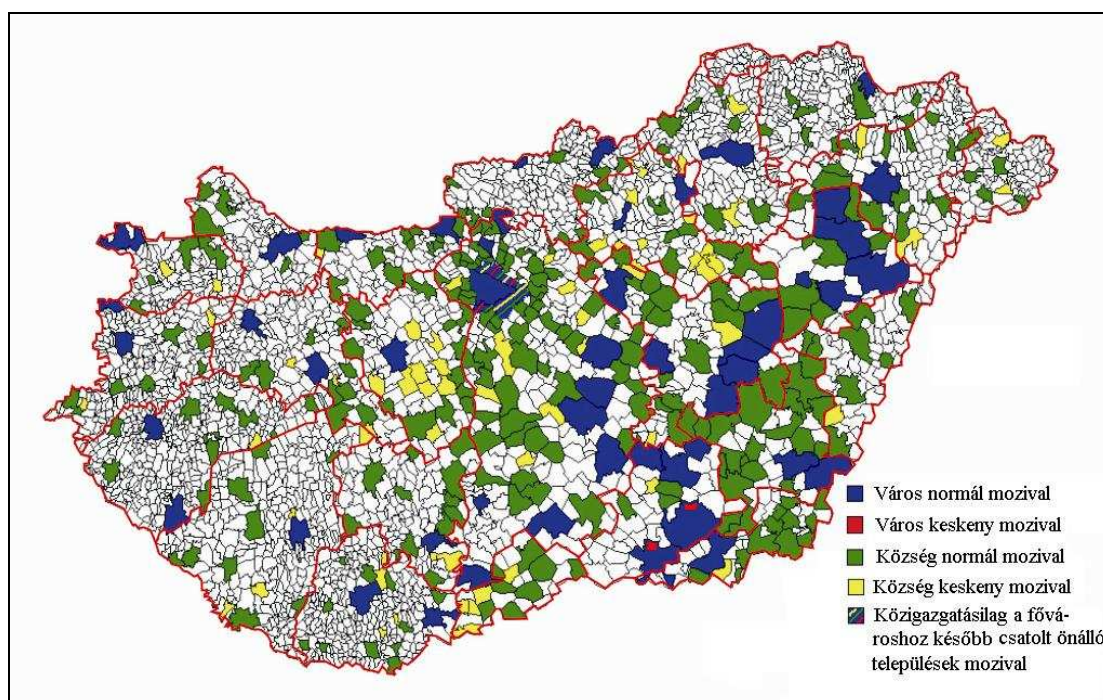 Város normál mozival
Város keskeny mozival
Község normál mozival
Község keskeny mozival
Közigazgatásilag a fővá-
roshoz később csatolt önálló
települések mozival